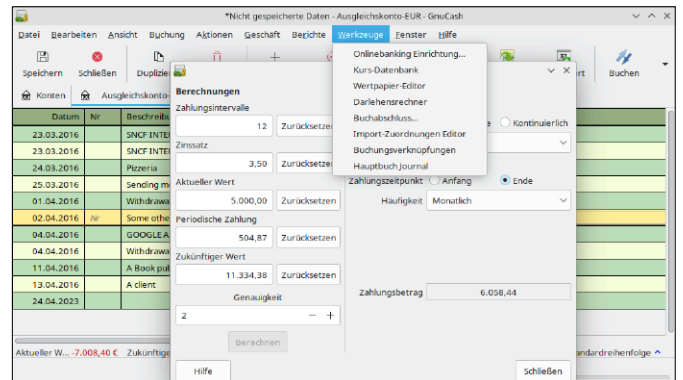 *Nicht gespeicherte Daten - Ausgleichskonto-EUR - GnuCash
Datei Bearbeiten Ansicht Buchung Aktionen Geschäft Berichte Werkzeuge Fenster Hilfe
Speichern Schließen Duplizie Buchen
Konten Ausgleichskonto-
Onlinebanking Einrichtung...
Kurs-Datenbank
Wertpapier-Editor
Darlehensrechner
Buchabschluss...
Import-Zuordnungen Editor
Buchungsverknüpfungen
Hauptbuch Journal
Datum Nr Beschreibu
23.03.2016 SNCF INTE
23.03.2016 SNCF INTE
24.03.2016 Pizzeria
25.03.2016 Sending m
01.04.2016 Withdrawa
02.04.2016 Nr Some othe
04.04.2016 GOOGLE A
04.04.2016 Withdrawa
11.04.2016 A Book pub
13.04.2016 A client
24.04.2023
Berechnungen
Zahlungsintervalle
12 Zurücksetzen
Zinssatz
3,50 Zurücksetzen
Aktueller Wert
5.000,00 Zurücksetzen
Periodische Zahlung
504,87 Zurücksetzen
Zukünftiger Wert
11.334,38 Zurücksetzen
Genauigkeit
2 − +
Berechnen
Kontinuierlich
Zahlungszeitpunkt Anfang Ende
Häufigkeit Monatlich
Zahlungsbetrag 6.058,44
Hilfe Schließen
Aktueller W... -7.008,40 € Zukünftige andardreihenfolge